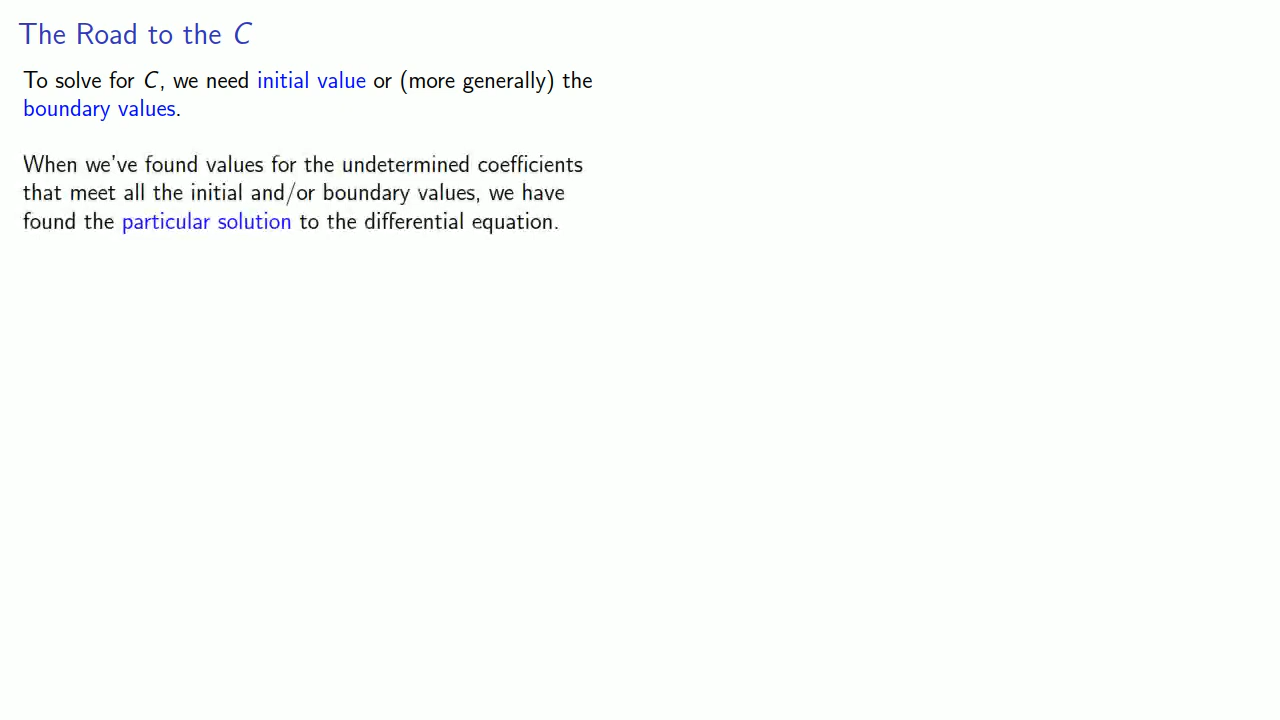 The Road to the C
To solve for C, we need initial value or (more generally) the
boundary values.
When we've found values for the undetermined coefficients
that meet all the initial and/or boundary values, we have
found the particular solution to the differential equation.